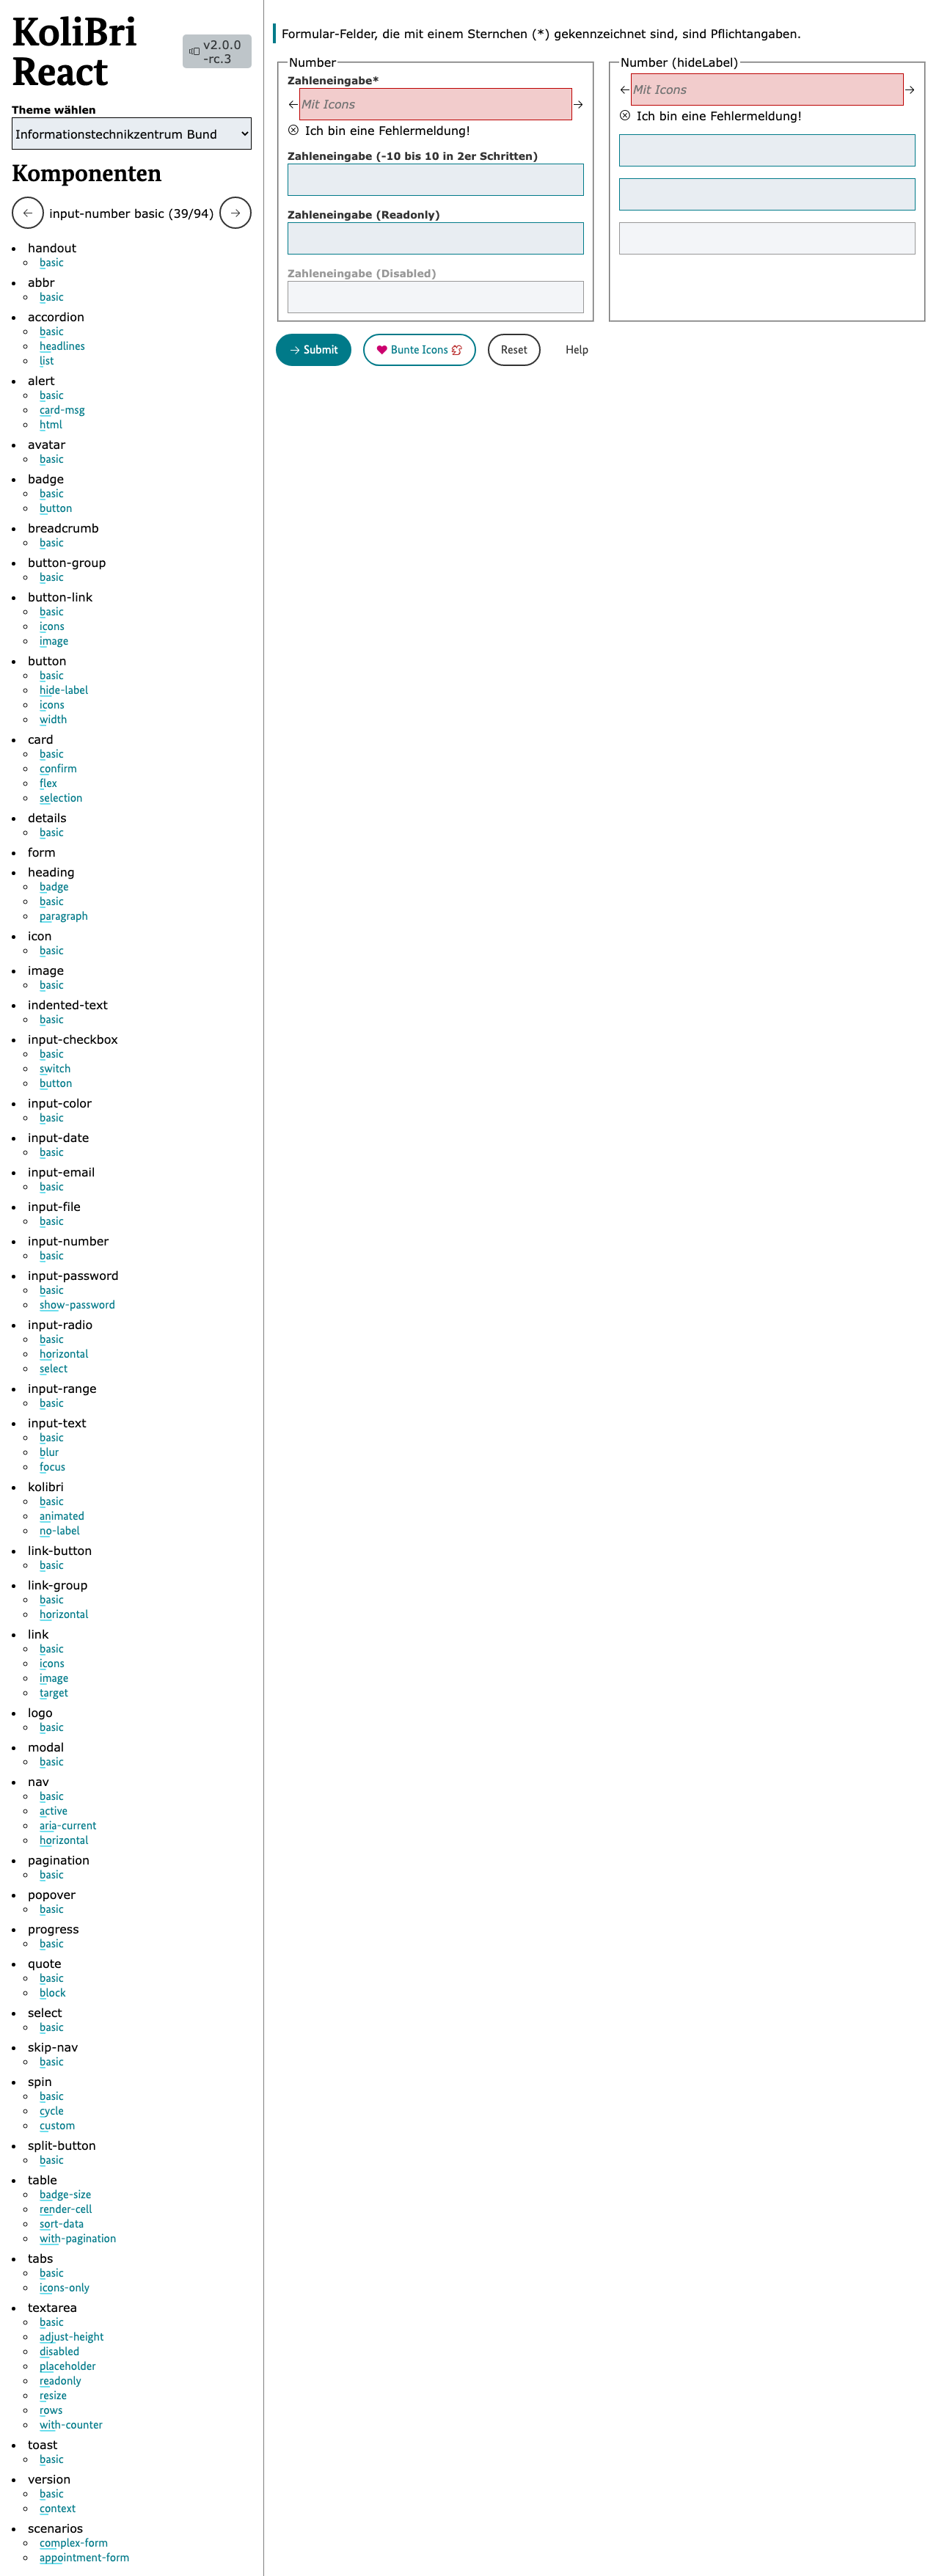 KoliBri
React
v2.0.0
-rc.3
Theme wählen
Informationstechnikzentrum Bund
Komponenten
input-number basic (39/94)
handout
basic
abbr
basic
accordion
basic
headlines
list
alert
basic
card-msg
html
avatar
basic
badge
basic
button
breadcrumb
basic
button-group
basic
button-link
basic
icons
image
button
basic
hide-label
icons
width
card
basic
confirm
flex
selection
details
basic
form
heading
badge
basic
paragraph
icon
basic
image
basic
indented-text
basic
input-checkbox
basic
switch
button
input-color
basic
input-date
basic
input-email
basic
input-file
basic
input-number
basic
input-password
basic
show-password
input-radio
basic
horizontal
select
input-range
basic
input-text
basic
blur
focus
kolibri
basic
animated
no-label
link-button
basic
link-group
basic
horizontal
link
basic
icons
image
target
logo
basic
modal
basic
nav
basic
active
aria-current
horizontal
pagination
basic
popover
basic
progress
basic
quote
basic
block
select
basic
skip-nav
basic
spin
basic
cycle
custom
split-button
basic
table
badge-size
render-cell
sort-data
with-pagination
tabs
basic
icons-only
textarea
basic
adjust-height
disabled
placeholder
readonly
resize
rows
with-counter
toast
basic
version
basic
context
scenarios
complex-form
appointment-form
Formular-Felder, die mit einem Sternchen (*) gekennzeichnet sind, sind Pflichtangaben.
Number
Zahleneingabe*
Mit Icons
Ich bin eine Fehlermeldung!
Zahleneingabe (-10 bis 10 in 2er Schritten)
Zahleneingabe (Readonly)
Zahleneingabe (Disabled)
Number (hideLabel)
Mit Icons
Ich bin eine Fehlermeldung!
Submit
Bunte Icons
Reset
Help